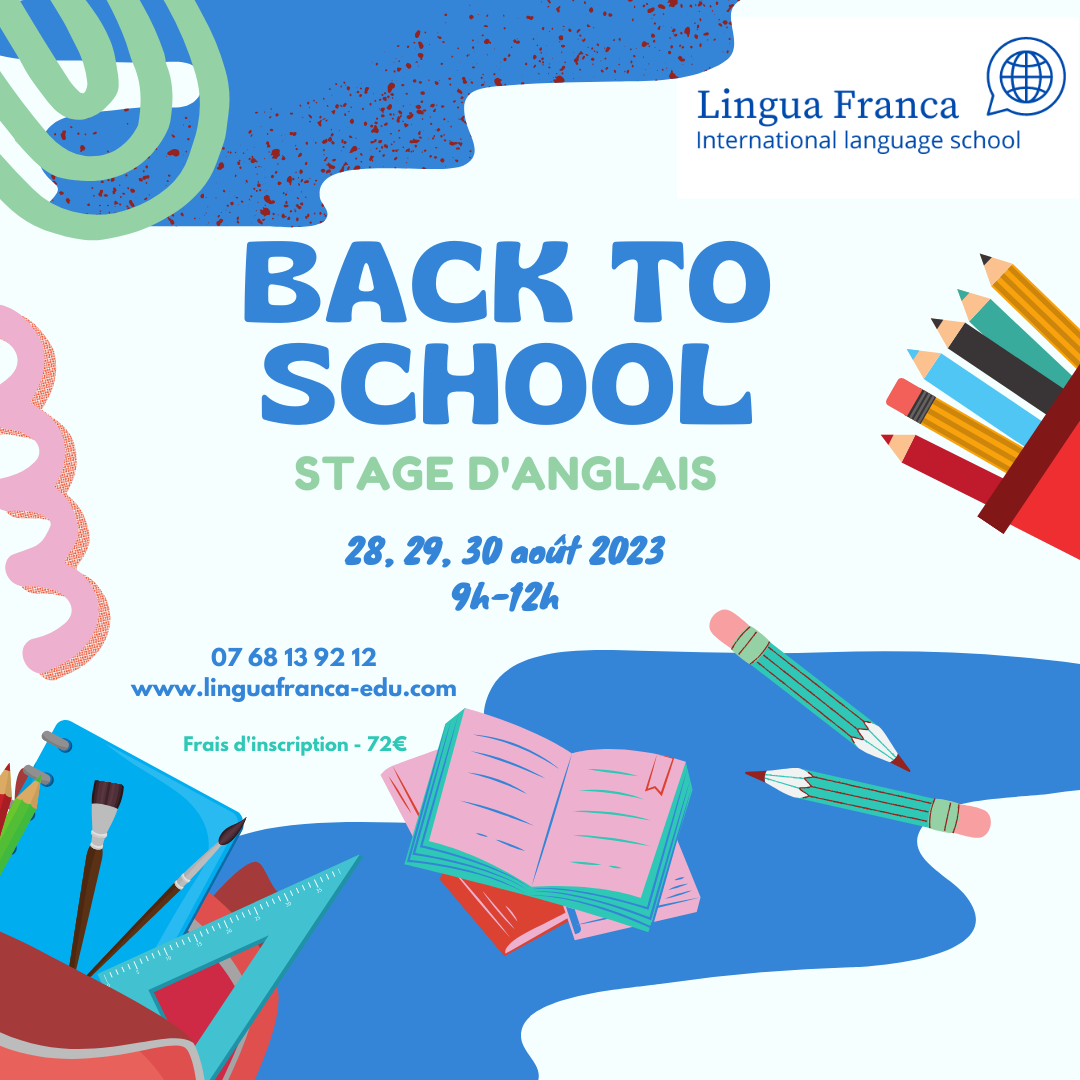 Lingua Franca
International language school
BACK TO
SCHOOL
STAGE D'ANGLAIS
28, 29, 30 août 2023
9h-12h
07 68 13 92 12
www.linguafranca-edu.com
Frais d'inscription - 72€